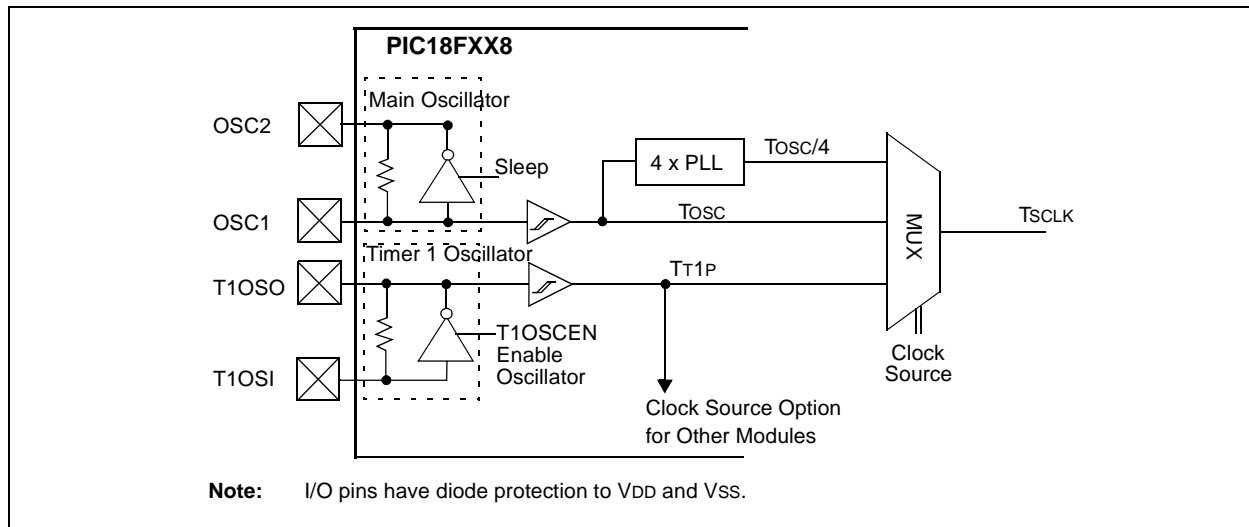 PIC18FXX8
Main Oscillator
OSC2
TOSC/4
4 x PLL
Sleep
OSC1
TOSC
TSCLK
MUX
Timer 1 Oscillator
T1OSO
TT1P
T1OSCEN
Enable
Oscillator
Clock
Source
T1OSI
Clock Source Option
for Other Modules
Note: I/O pins have diode protection to VDD and VSS.